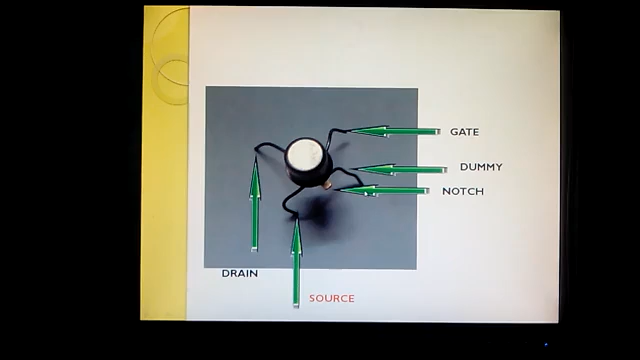 GATE
DUMMY
NOTCH
DRAIN
SOURCE